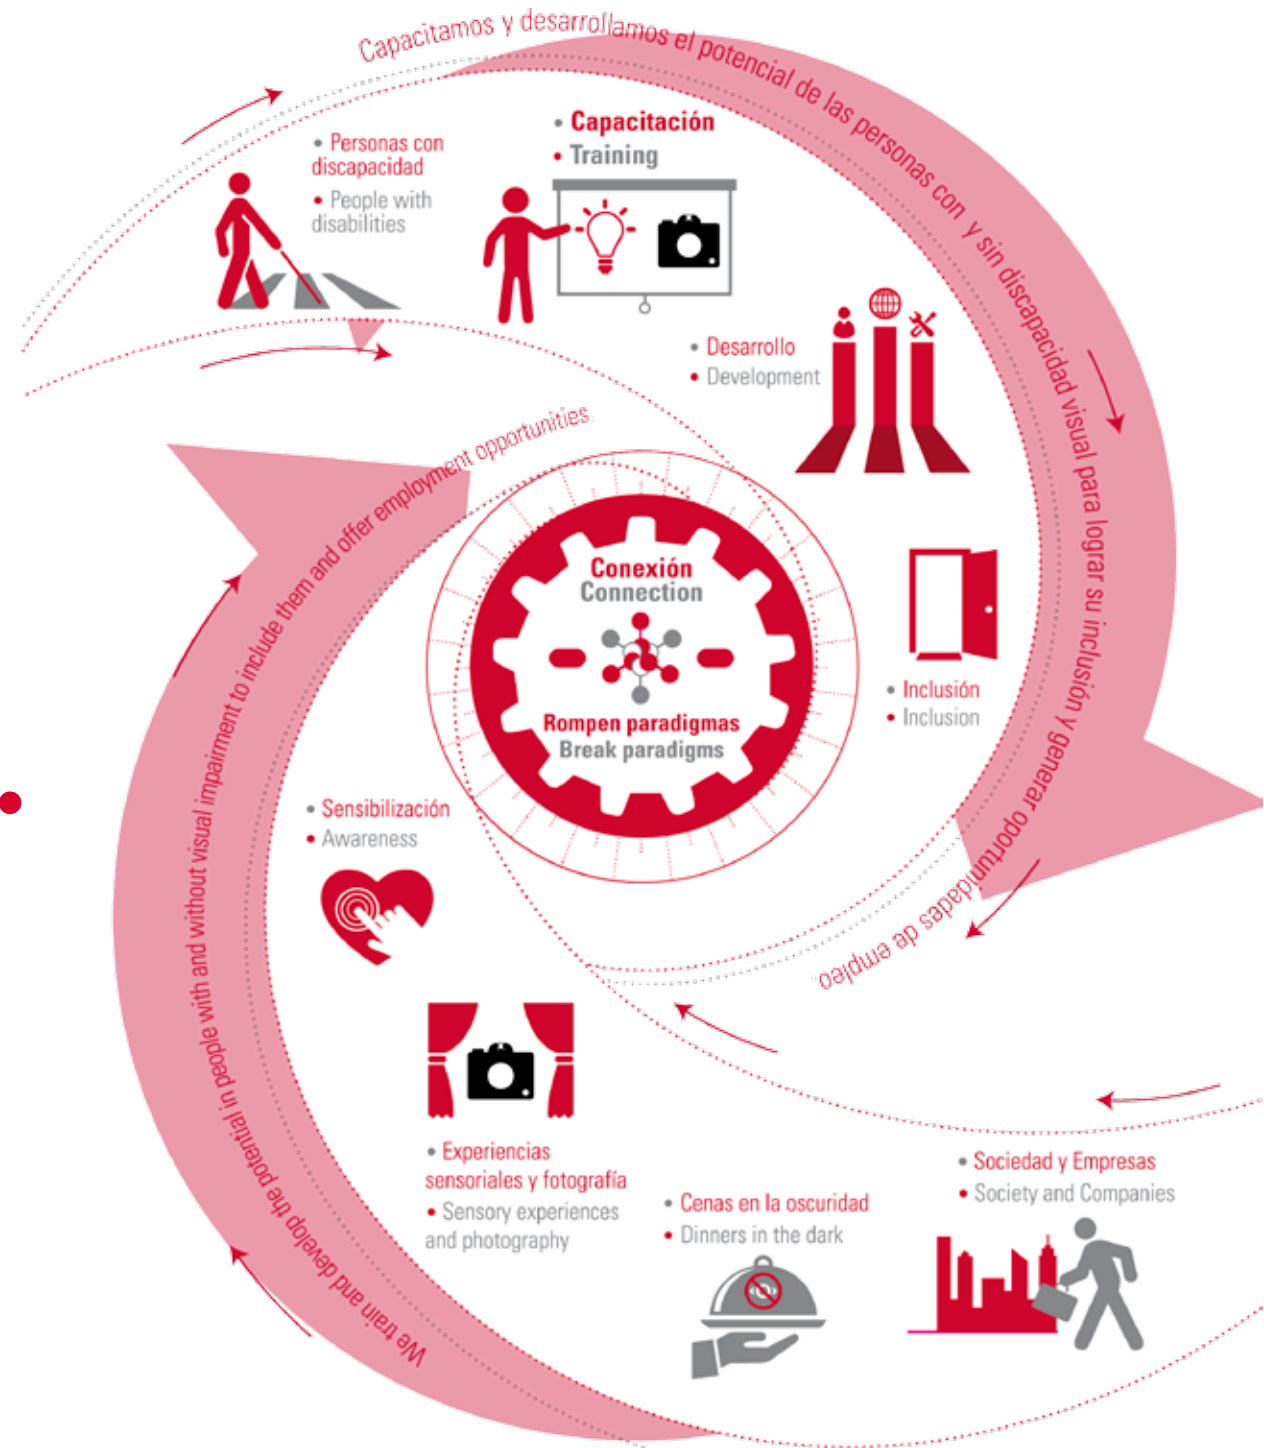 Capacitamos y desarrollamos el potencial de las personas con y sin discapacidad visual para lograr su inclusión y generar oportunidades de empleo.
• Personas con
discapacidad
• People with
disabilities
• Capacitación
• Training
• Desarrollo
• Development
• Inclusión
• Inclusion
Conexión
Connection
Rompen paradigmas
Break paradigms
We train and develop the potential in people with and without visual impairment to include them and offer employment opportunities.
• Sensibilización
• Awareness
• Experiencias
sensoriales y fotografía
• Sensory experiences
and photography
• Cenas en la oscuridad
• Dinners in the dark
• Sociedad y Empresas
• Society and Companies